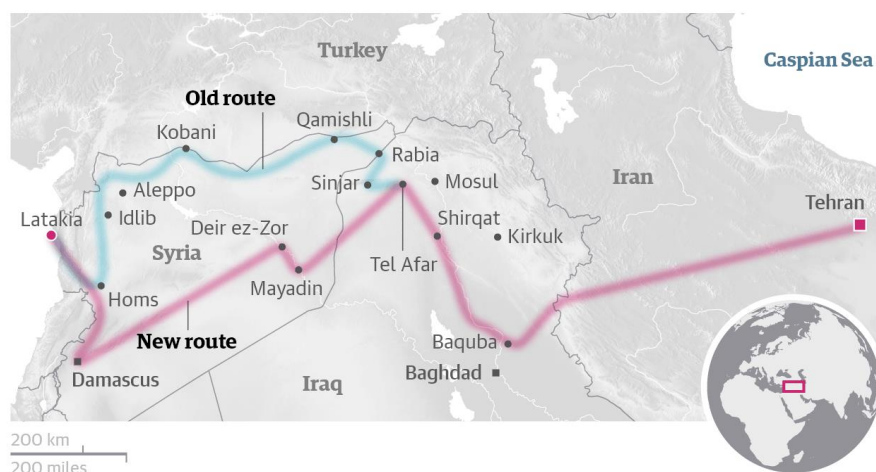 Turkey
Caspian Sea
Old route
Kobani
Qamishli
Rabia
Aleppo
Sinjar
Mosul
Iran
Idlib
Latakia
Tehran
Deir ez-Zor
Shirqat
Kirkuk
Syria
Tel Afar
Mayadin
Homs
New route
Baquba
Damascus
Iraq
Baghdad
200 km
200 miles